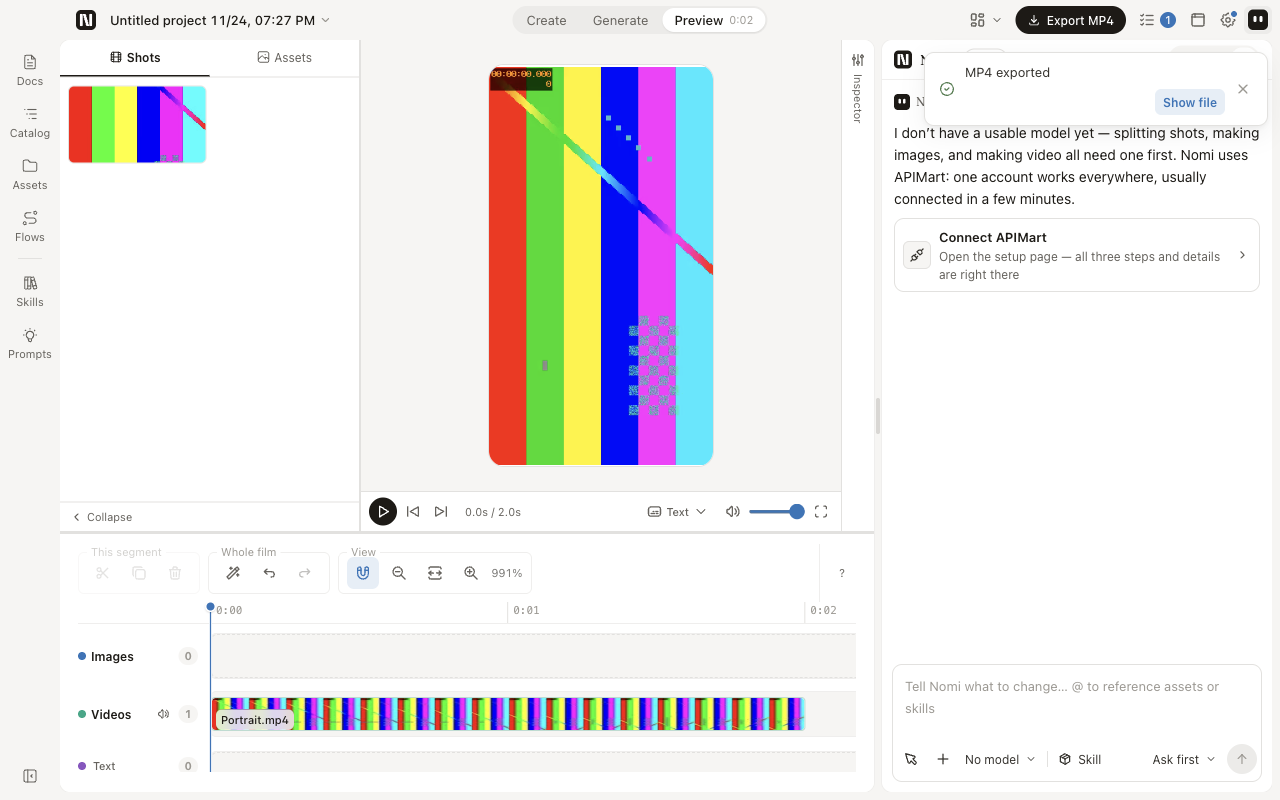 Untitled project 11/24, 07:27 PM
Create
Generate
Preview 0:02
1
Export MP4
Docs
Catalog
Assets
Flows
Skills
Prompts
Shots
Assets
Collapse
00:00:00.000
0
0.0s / 2.0s
Text
Inspector
MP4 exported
Show file
I don't have a usable model yet — splitting shots, making
images, and making video all need one first. Nomi uses
APIMart: one account works everywhere, usually
connected in a few minutes.
Connect APIMart
Open the setup page — all three steps and details
are right there
This segment
Whole film
View
991%
?
0:00
0:01
0:02
Images 0
Videos 1
Portrait.mp4
Text 0
Tell Nomi what to change... @ to reference assets or
skills
No model
Skill
Ask first